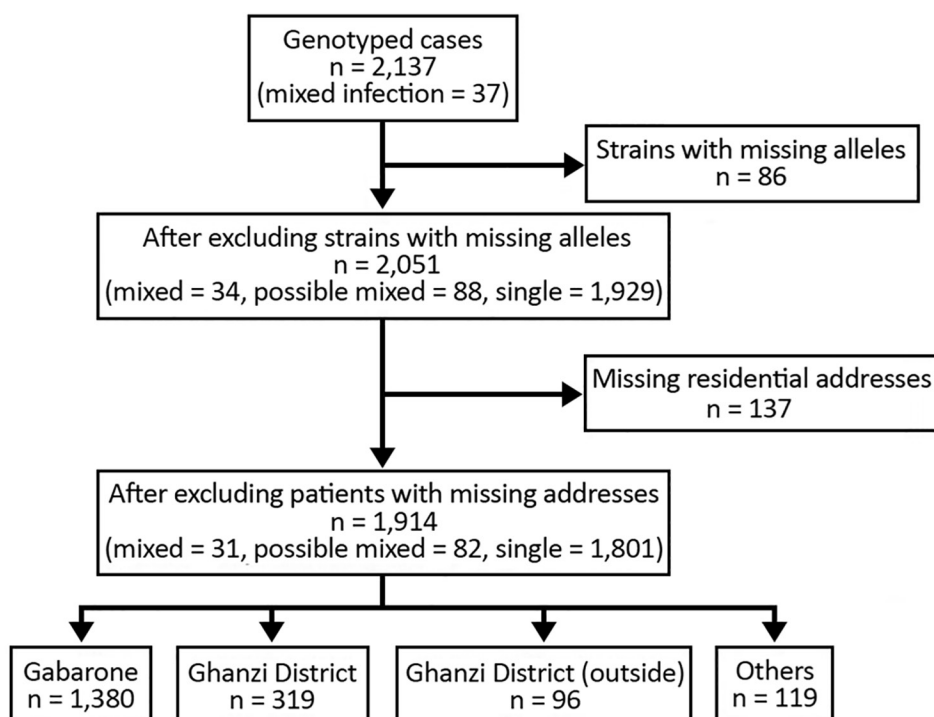 Genotyped cases
n = 2,137
(mixed infection = 37)
Strains with missing alleles
n = 86
After excluding strains with missing alleles
n = 2,051
(mixed = 34, possible mixed = 88, single = 1,929)
Missing residential addresses
n = 137
After excluding patients with missing addresses
n = 1,914
(mixed = 31, possible mixed = 82, single = 1,801)
Gabarone
n = 1,380
Ghanzi District
n = 319
Ghanzi District (outside)
n = 96
Others
n = 119